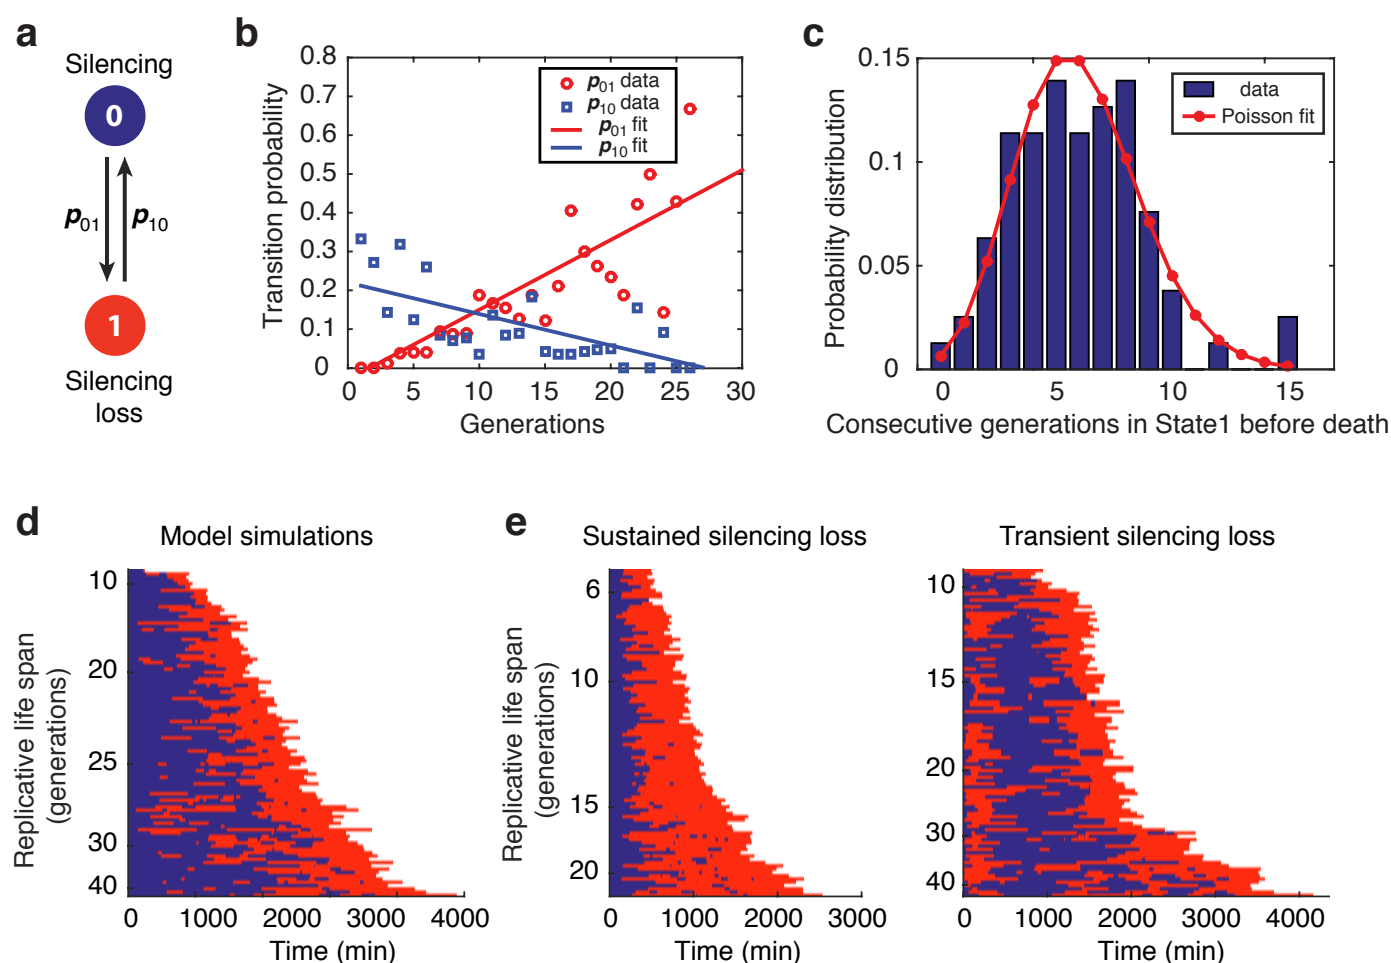 a
Silencing
0
p01
p10
1
Silencing
loss
b
Transition probability
0.8
0.7
0.6
0.5
0.4
0.3
0.2
0.1
0
p01 data
p10 data
p01 fit
p10 fit
0
5
10
15
20
25
30
Generations
c
Probability distribution
0.15
0.1
0.05
0
data
Poisson fit
0
5
10
15
Consecutive generations in State1 before death
d
Model simulations
Replicative life span
(generations)
10
20
25
30
40
0
1000
2000
3000
4000
Time (min)
e
Sustained silencing loss
Replicative life span
(generations)
6
10
15
20
0
1000
2000
3000
Time (min)
Transient silencing loss
10
15
20
30
40
0
1000
2000
3000
4000
Time (min)